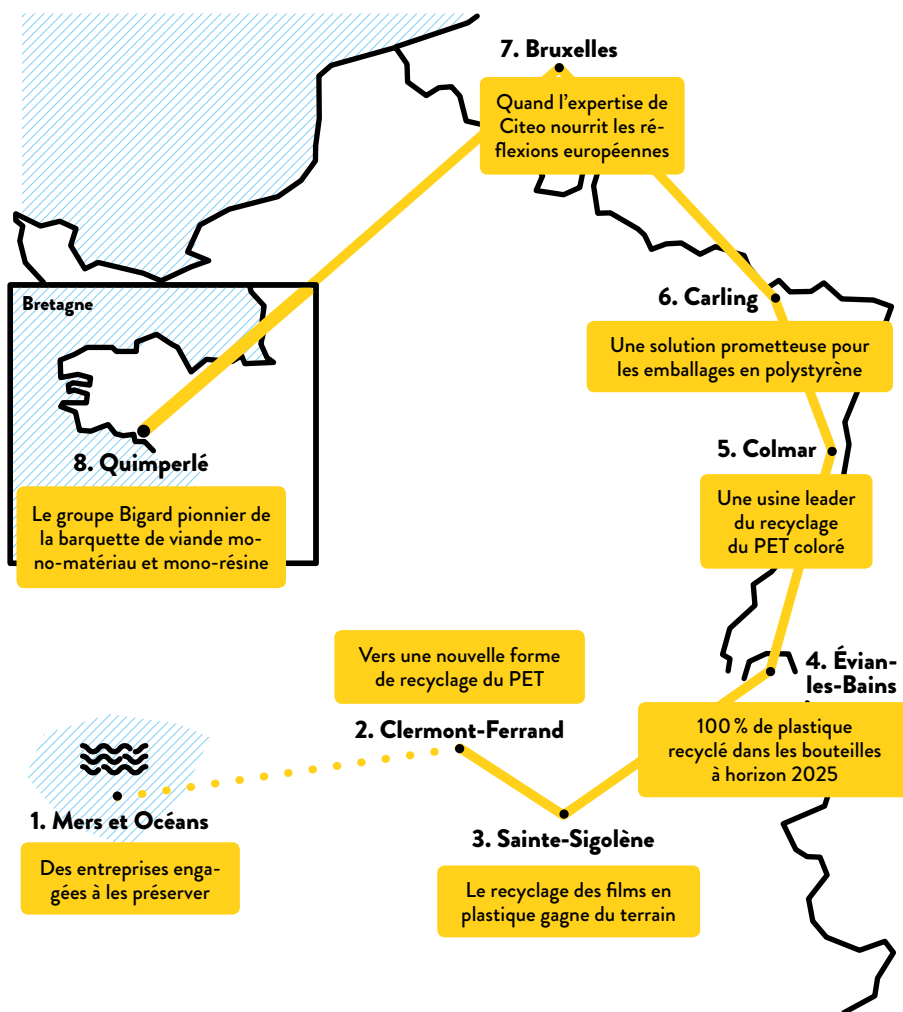 7. Bruxelles
Quand l'expertise de
Citeo nourrit les ré-
flexions européennes
6. Carling
Une solution prometteuse pour
les emballages en polystyrène
Bretagne
8. Quimperlé
Le groupe Bigard pionnier de
la barquette de viande mo-
no-matériau et mono-résine
5. Colmar
Une usine leader
du recyclage
du PET coloré
4. Évian-
les-Bains
100 % de plastique
recyclé dans les bouteilles
à horizon 2025
Vers une nouvelle forme
de recyclage du PET
2. Clermont-Ferrand
1. Mers et Océans
Des entreprises enga-
gées à les préserver
3. Sainte-Sigolène
Le recyclage des films en
plastique gagne du terrain